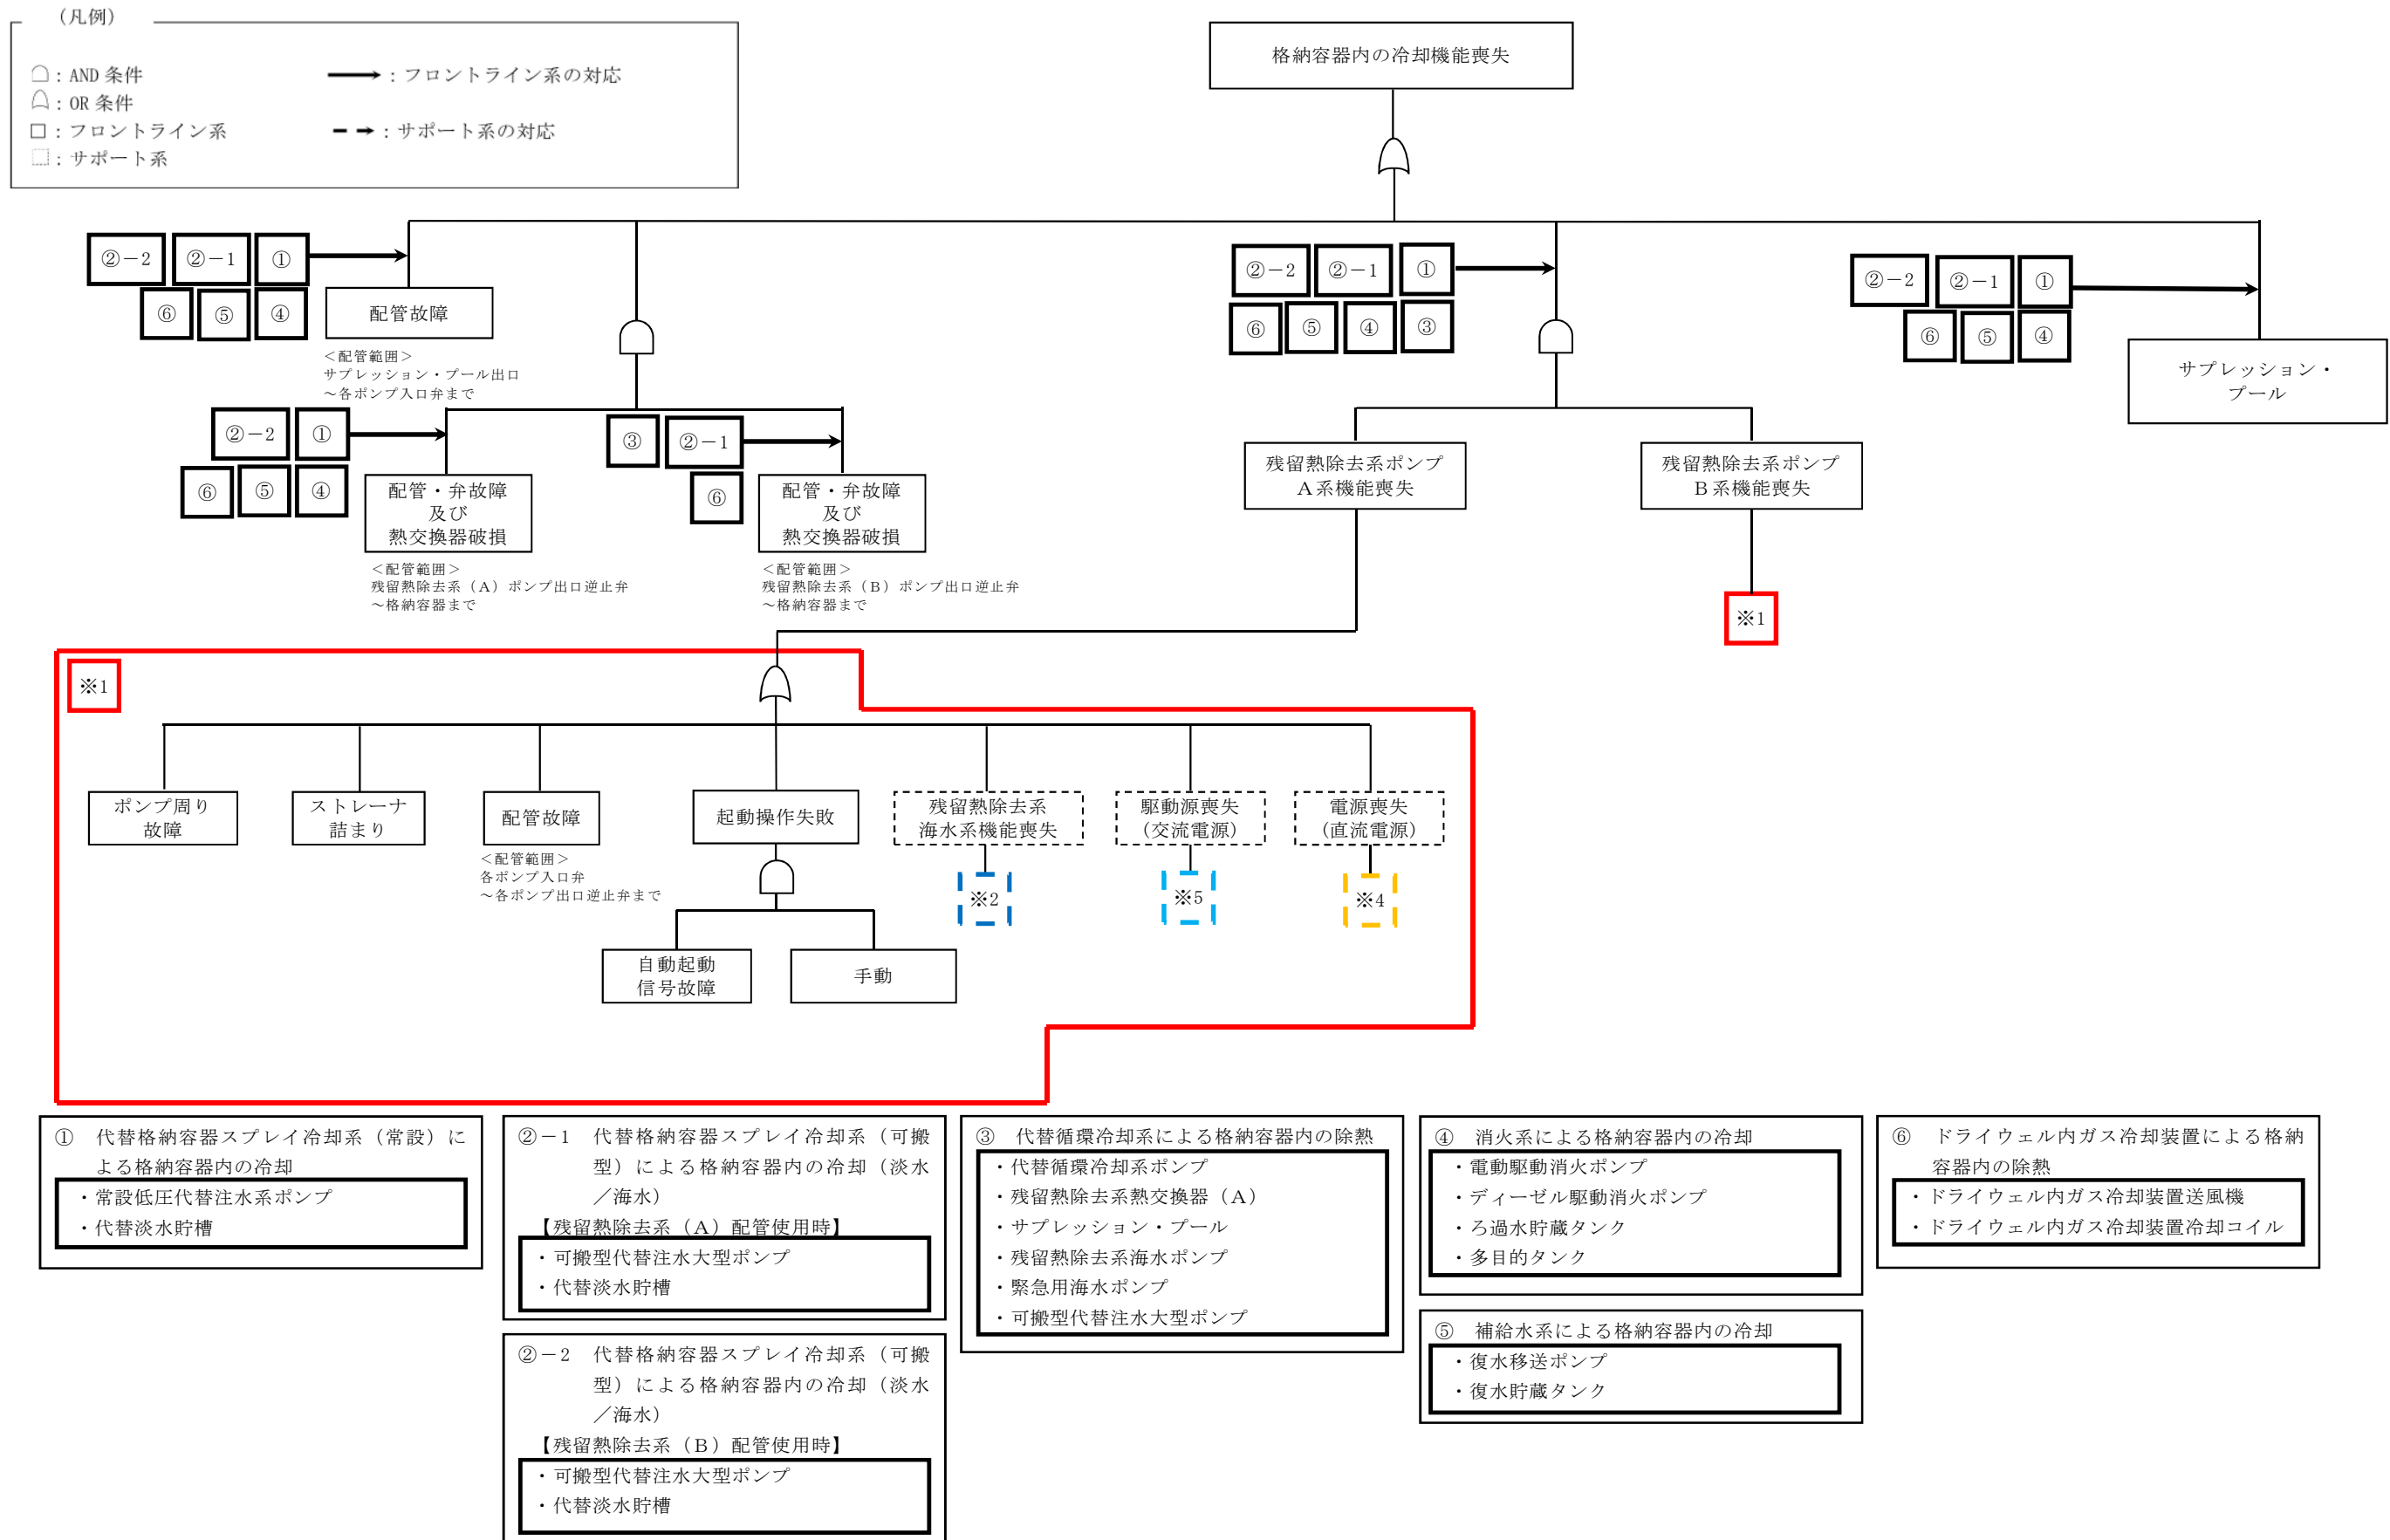 （凡例）
：AND 条件
：OR 条件
：フロントライン系
：サポート系
：フロントライン系の対応
：サポート系の対応
格納容器内の冷却機能喪失
②－2
②－1
①
⑥
⑤
④
配管故障
＜配管範囲＞
サプレッション・プール出口
～各ポンプ入口弁まで
②－2
①
⑥
⑤
④
配管・弁故障
及び
熱交換器破損
＜配管範囲＞
残留熱除去系（A）ポンプ出口逆止弁
～格納容器まで
③
②－1
⑥
配管・弁故障
及び
熱交換器破損
＜配管範囲＞
残留熱除去系（B）ポンプ出口逆止弁
～格納容器まで
②－2
②－1
①
⑥
⑤
④
③
残留熱除去系ポンプ
A系機能喪失
残留熱除去系ポンプ
B系機能喪失
※1
②－2
②－1
①
⑥
⑤
④
サプレッション・
プール
※1
ポンプ周り
故障
ストレーナ
詰まり
配管故障
＜配管範囲＞
各ポンプ入口弁
～各ポンプ出口逆止弁まで
起動操作失敗
自動起動
信号故障
手動
残留熱除去系
海水系機能喪失
※2
駆動源喪失
（交流電源）
※5
電源喪失
（直流電源）
※4
①　代替格納容器スプレイ冷却系（常設）に
よる格納容器内の冷却
・常設低圧代替注水系ポンプ
・代替淡水貯槽
②－1　代替格納容器スプレイ冷却系（可搬
型）による格納容器内の冷却（淡水
／海水）
【残留熱除去系（A）配管使用時】
・可搬型代替注水大型ポンプ
・代替淡水貯槽
②－2　代替格納容器スプレイ冷却系（可搬
型）による格納容器内の冷却（淡水
／海水）
【残留熱除去系（B）配管使用時】
・可搬型代替注水大型ポンプ
・代替淡水貯槽
③　代替循環冷却系による格納容器内の除熱
・代替循環冷却系ポンプ
・残留熱除去系熱交換器（A）
・サプレッション・プール
・残留熱除去系海水ポンプ
・緊急用海水ポンプ
・可搬型代替注水大型ポンプ
④　消火系による格納容器内の冷却
・電動駆動消火ポンプ
・ディーゼル駆動消火ポンプ
・ろ過水貯蔵タンク
・多目的タンク
⑤　補給水系による格納容器内の冷却
・復水移送ポンプ
・復水貯蔵タンク
⑥　ドライウェル内ガス冷却装置による格納
容器内の除熱
・ドライウェル内ガス冷却装置送風機
・ドライウェル内ガス冷却装置冷却コイル